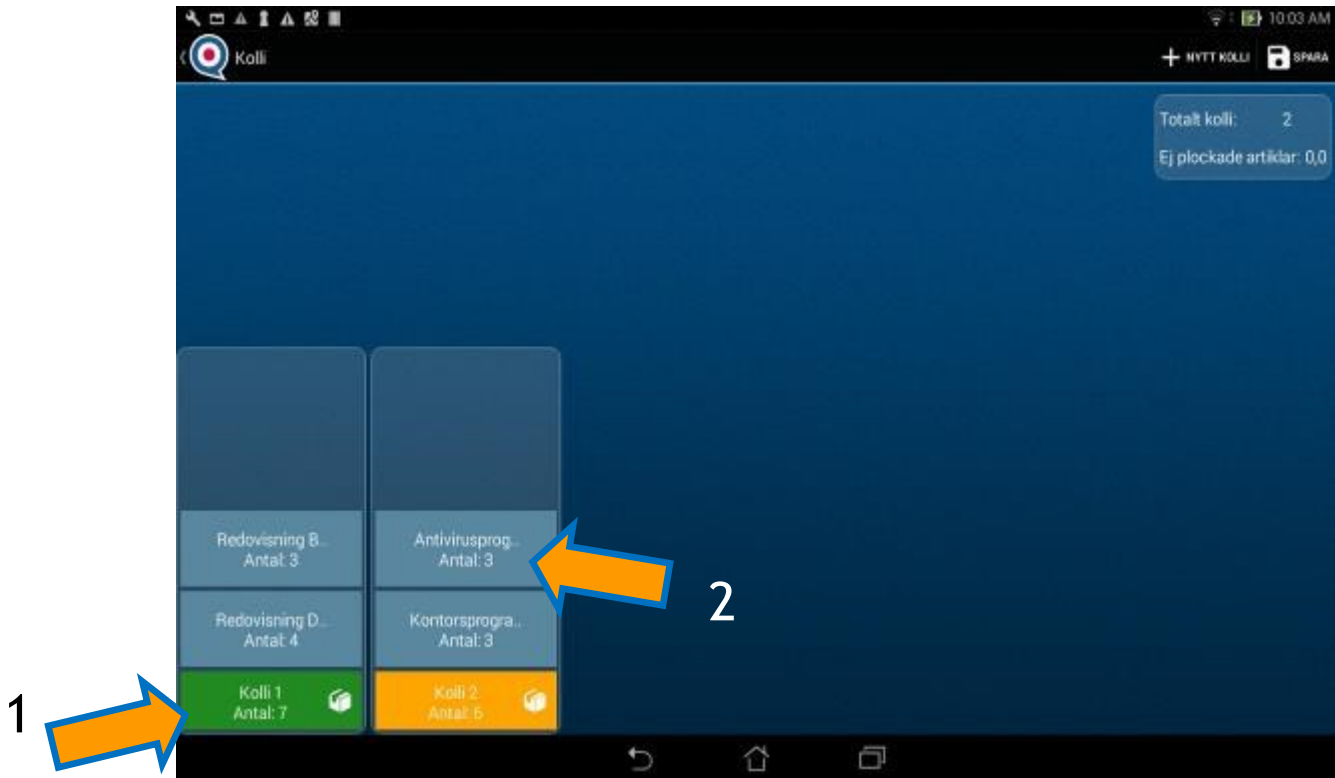 10:03 AM
Kolli
NYTT KOLLI
SPARA
Totalt kolli: 2
Ej plockade artiklar: 0,0
Redovisning B...
Antal: 3
Redovisning D...
Antal: 4
Kolli 1
Antal: 7
Antivirusprog...
Antal: 3
Kontorsprogra...
Antal: 3
Kolli 2
Antal: 6
1
2